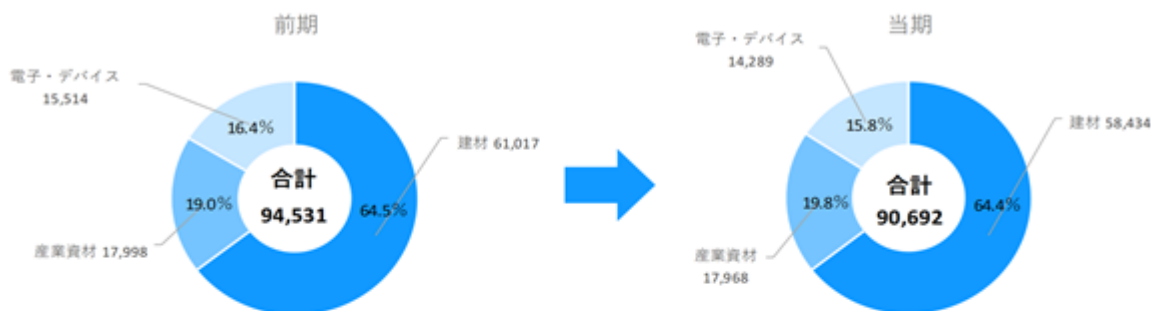 前期
電子・デバイス
15,514
16.4%
建材 61,017
合計
94,531
19.0%
64.5%
産業資材 17,998
当期
電子・デバイス
14,289
15.8%
建材 58,434
合計
90,692
19.8%
64.4%
産業資材
17,968